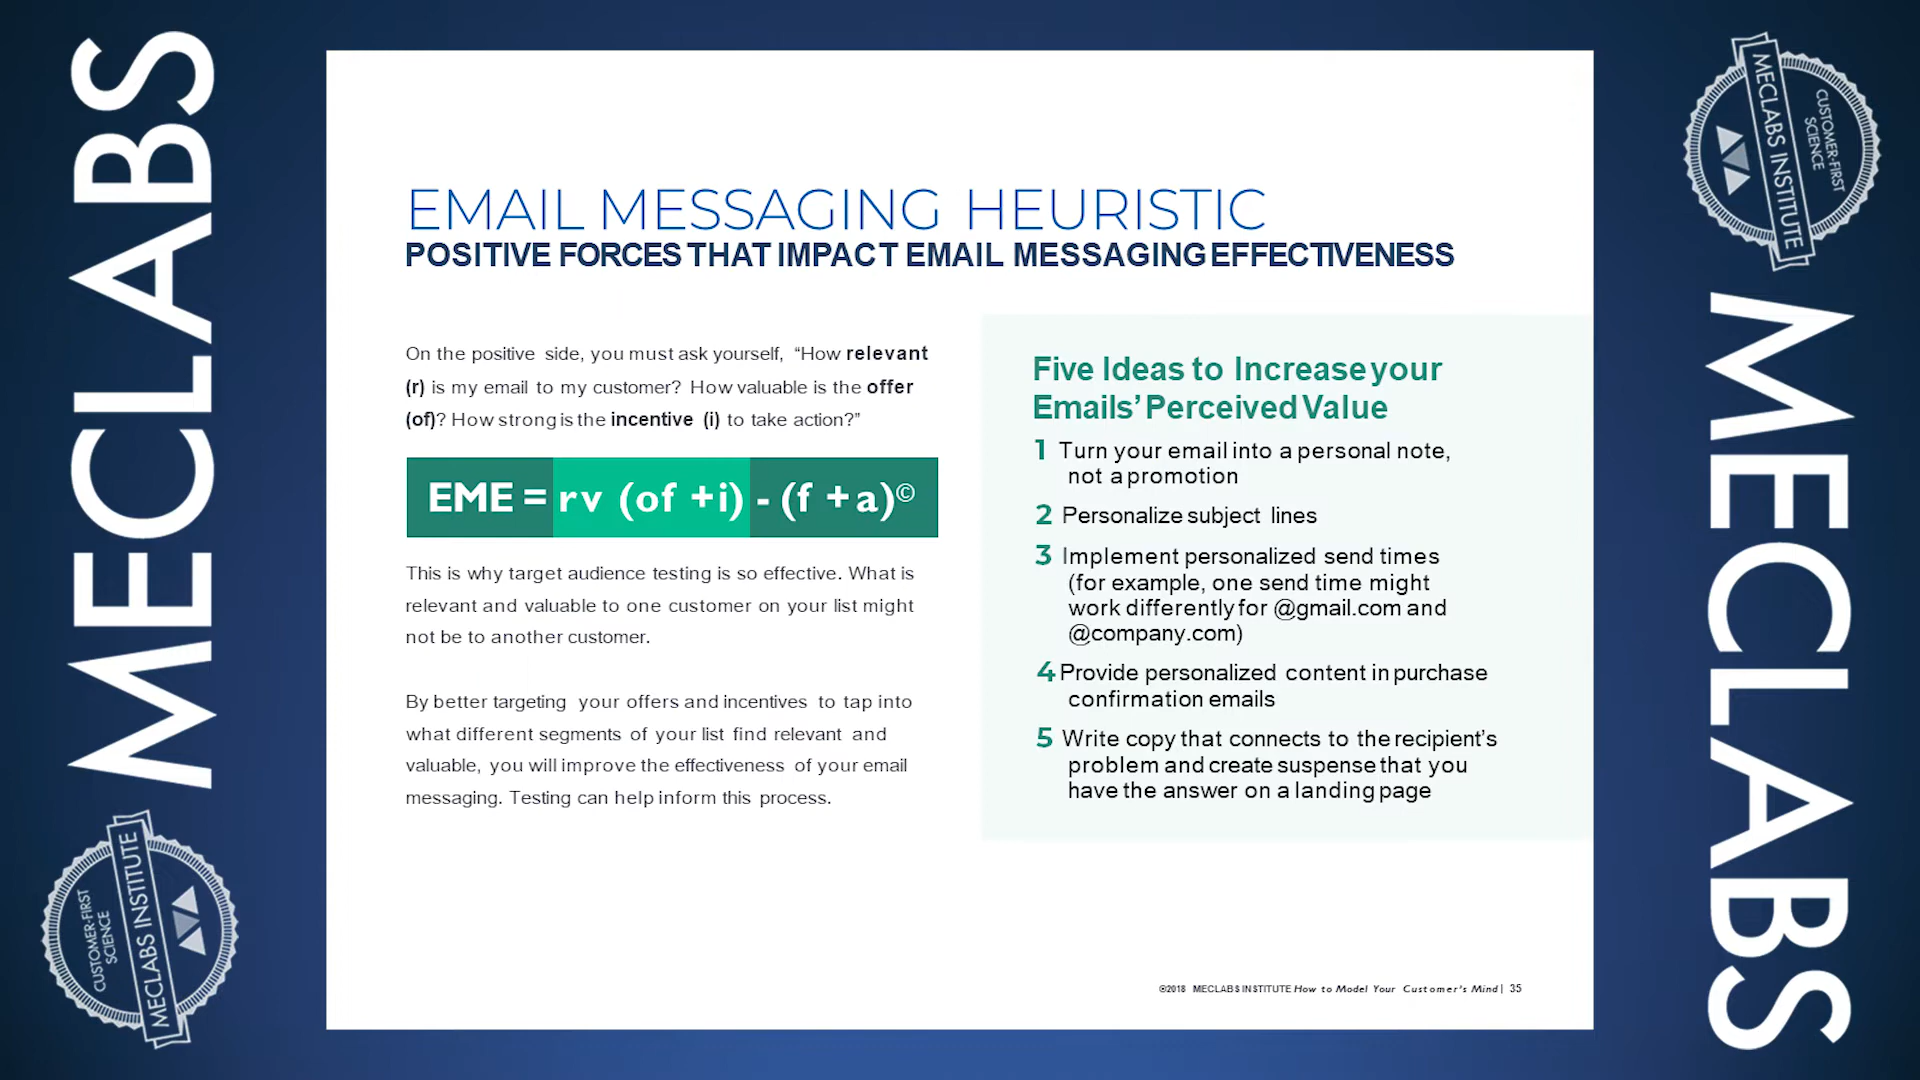 MECLABS
CUSTOMER-FIRST
SCIENCE
MECLABS INSTITUTE
EMAIL MESSAGING HEURISTIC
POSITIVE FORCES THAT IMPACT EMAIL MESSAGING EFFECTIVENESS
On the positive side, you must ask yourself, “How relevant
(r) is my email to my customer? How valuable is the offer
(of)? How strong is the incentive (i) to take action?”
EME = rv (of +i) - (f +a)©
This is why target audience testing is so effective. What is
relevant and valuable to one customer on your list might
not be to another customer.
By better targeting your offers and incentives to tap into
what different segments of your list find relevant and
valuable, you will improve the effectiveness of your email
messaging. Testing can help inform this process.
Five Ideas to Increase your
Emails’ Perceived Value
1 Turn your email into a personal note,
not a promotion
2 Personalize subject lines
3 Implement personalized send times
(for example, one send time might
work differently for @gmail.com and
@company.com)
4 Provide personalized content in purchase
confirmation emails
5 Write copy that connects to the recipient’s
problem and create suspense that you
have the answer on a landing page
©2018 MECLABS INSTITUTE How to Model Your Customer’s Mind | 35
CUSTOMER-FIRST
SCIENCE
MECLABS INSTITUTE
MECLABS